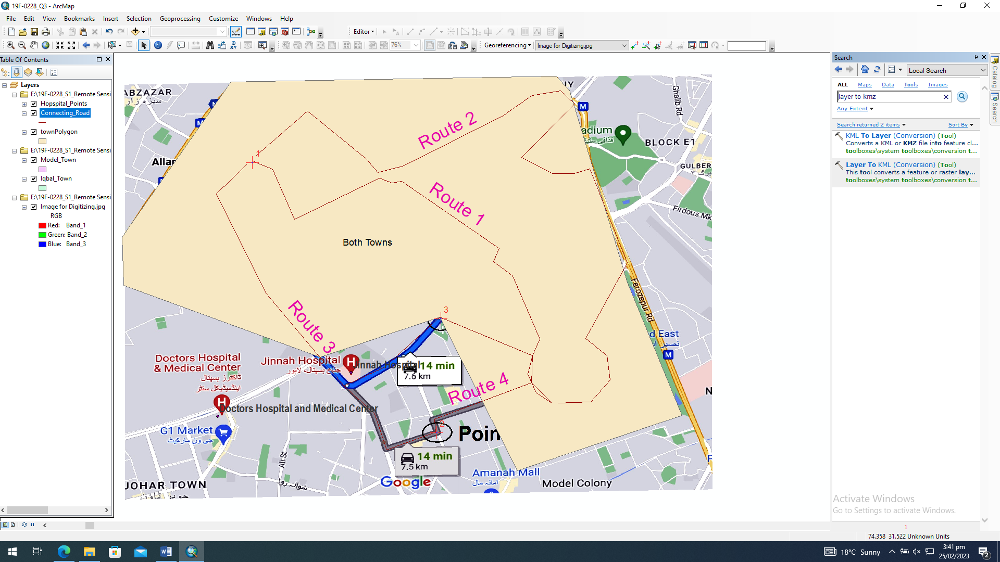 19F-0228_Q3 - ArcMap
File Edit View Bookmarks Insert Selection Geoprocessing Customize Windows Help
Editor
76%
Georeferencing
Image for Digitizing.jpg
Table Of Contents
Layers
E:\19F-0228_S1_Remote Sensi
Hopspital_Points
Connecting_Road
townPolygon
E:\19F-0228_S1_Remote Sensi
Model_Town
Iqbal_Town
E:\19F-0228_S1_Remote Sensi
Image for Digitizing.jpg
RGB
Red: Band_1
Green: Band_2
Blue: Band_3
ABZAZAR
سبزہ زار
NY
M
M
Ghalib Rd
Route 2
adium
BLOCK E1
Allar
1
GULBER
Route 1
Firdous Mk
Both Towns
Ferozepur Rd
Route 3
3
d East
M
Doctors Hospital
& Medical Center
ڈاکٹرز ہسپتال
اینڈمیڈیکل سنٹر
Jinnah Hospital
جناح ہسپتال، لاہور
H
Jinnah Hospital
14 min
7.6 km
Route 4
N
H
Doctors Hospital and Medical Center
G1 Market
جی ون مارکیٹ
2
Poin
14 min
7.5 km
Ali St
Google
Amanah Mall
امانہ مال
Model Colony
JOHAR TOWN
شوالہ روڈ
F
Search
Local Search
ALL Maps Data Tools Images
layer to kmz
Any Extent
Search returned 2 items Sort By
KML To Layer (Conversion) (Tool)
Converts a KML or KMZ file into feature cl...
toolboxes\system toolboxes\conversion t...
Layer To KML (Conversion) (Tool)
This tool converts a feature or raster lay...
toolboxes\system toolboxes\conversion t...
Catalog
Search
Activate Windows
Go to Settings to activate Windows.
1
74.358 31.522 Unknown Units
18°C Sunny
3:41 pm
25/02/2023
2